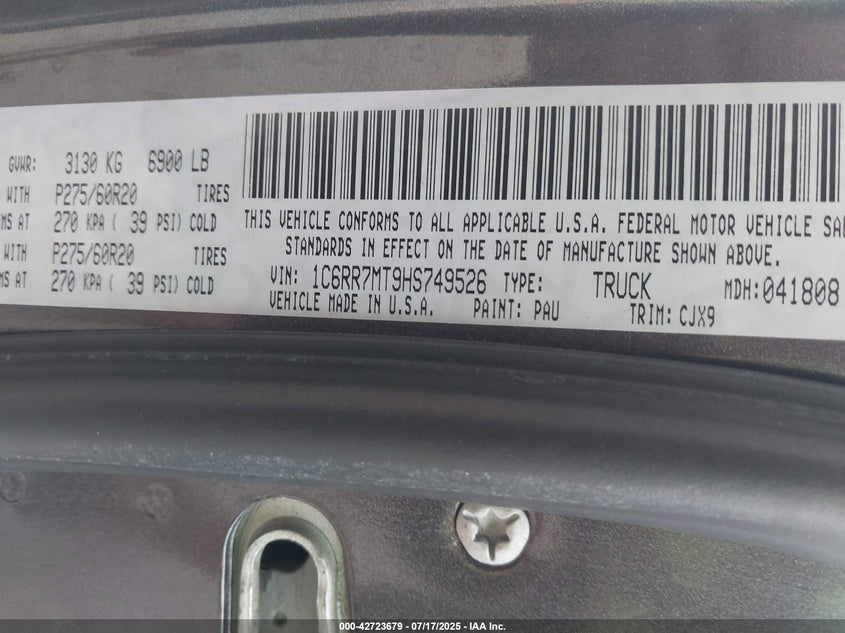 GVWR: 3130 KG 6900 LB
WITH P275/60R20 TIRES
MS AT 270 KPA ( 39 PSI) COLD
WITH P275/60R20 TIRES
MS AT 270 KPA ( 39 PSI) COLD
THIS VEHICLE CONFORMS TO ALL APPLICABLE U.S.A. FEDERAL MOTOR VEHICLE SAF
STANDARDS IN EFFECT ON THE DATE OF MANUFACTURE SHOWN ABOVE.
VIN: 1C6RR7MT9HS749526 TYPE: TRUCK MDH:041808
VEHICLE MADE IN U.S.A. PAINT: PAU TRIM: CJX9
000-42723679 / 07/17/2025 - IAA Inc.